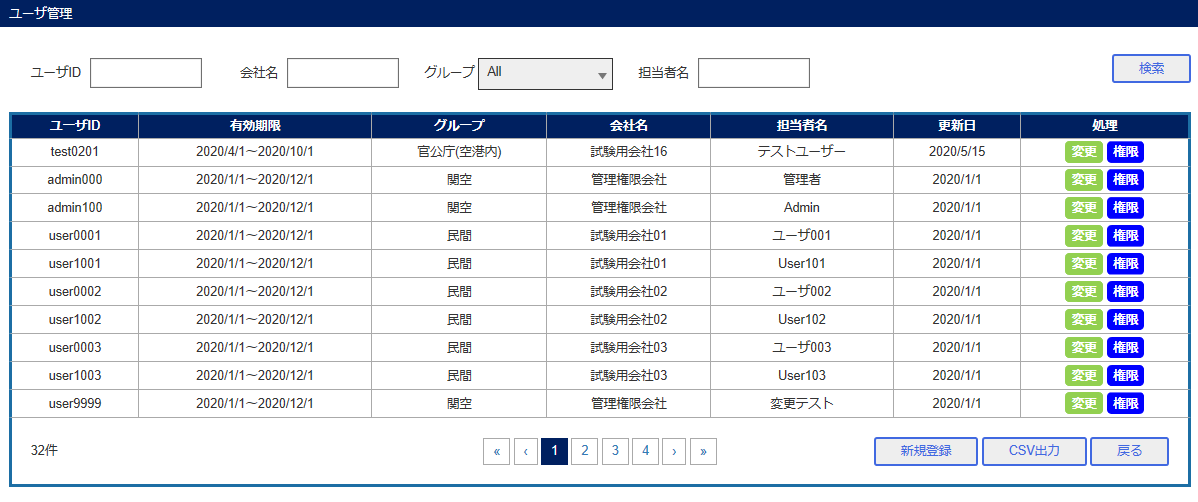 ユーザ管理
ユーザID 会社名 グループ All 担当者名 検索
ユーザID 有効期限 グループ 会社名 担当者名 更新日 処理
test0201 2020/4/1～2020/10/1 官公庁(空港内) 試験用会社16 テストユーザー 2020/5/15 変更 権限
admin000 2020/1/1～2020/12/1 関空 管理権限会社 管理者 2020/1/1 変更 権限
admin100 2020/1/1～2020/12/1 関空 管理権限会社 Admin 2020/1/1 変更 権限
user0001 2020/1/1～2020/12/1 民間 試験用会社01 ユーザ001 2020/1/1 変更 権限
user1001 2020/1/1～2020/12/1 民間 試験用会社01 User101 2020/1/1 変更 権限
user0002 2020/1/1～2020/12/1 民間 試験用会社02 ユーザ002 2020/1/1 変更 権限
user1002 2020/1/1～2020/12/1 民間 試験用会社02 User102 2020/1/1 変更 権限
user0003 2020/1/1～2020/12/1 民間 試験用会社03 ユーザ003 2020/1/1 変更 権限
user1003 2020/1/1～2020/12/1 民間 試験用会社03 User103 2020/1/1 変更 権限
user9999 2020/1/1～2020/12/1 関空 管理権限会社 変更テスト 2020/1/1 変更 権限
32件 « ‹ 1 2 3 4 › » 新規登録 CSV出力 戻る